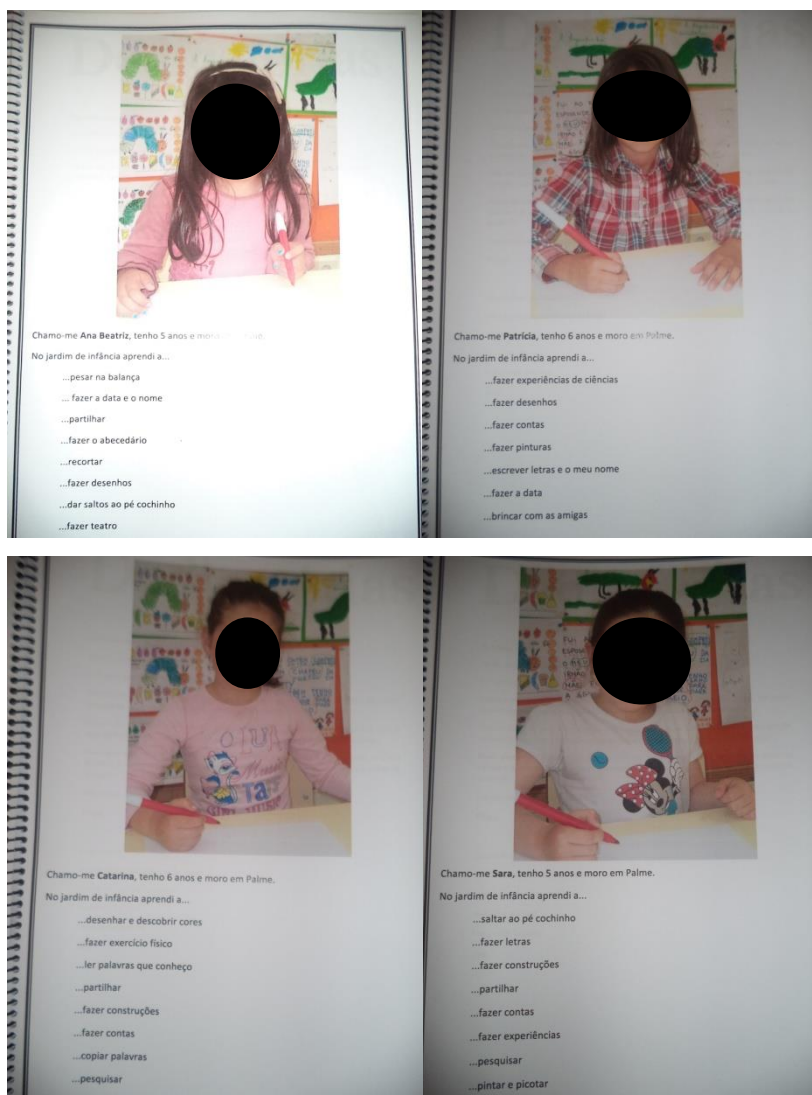 Chamo-me Ana Beatriz, tenho 5 anos e moro
No jardim de infância aprendi a...
...pesar na balança
... fazer a data e o nome
...partilhar
...fazer o abecedário
...recortar
...fazer desenhos
...dar saltos ao pé cochinho
...fazer teatro
Chamo-me Patrícia, tenho 6 anos e moro em Palme.
No jardim de infância aprendi a...
...fazer experiências de ciências
...fazer desenhos
...fazer contas
...fazer pinturas
...escrever letras e o meu nome
...fazer a data
...brincar com as amigas
Chamo-me Catarina, tenho 6 anos e moro em Palme.
No jardim de infância aprendi a...
...desenhar e descobrir cores
...fazer exercício físico
...ler palavras que conheço
...partilhar
...fazer construções
...fazer contas
...copiar palavras
...pesquisar
Chamo-me Sara, tenho 5 anos e moro em Palme.
No jardim de infância aprendi a...
...saltar ao pé cochinho
...fazer letras
...fazer construções
...partilhar
...fazer contas
...fazer experiências
...pesquisar
...pintar e picotar